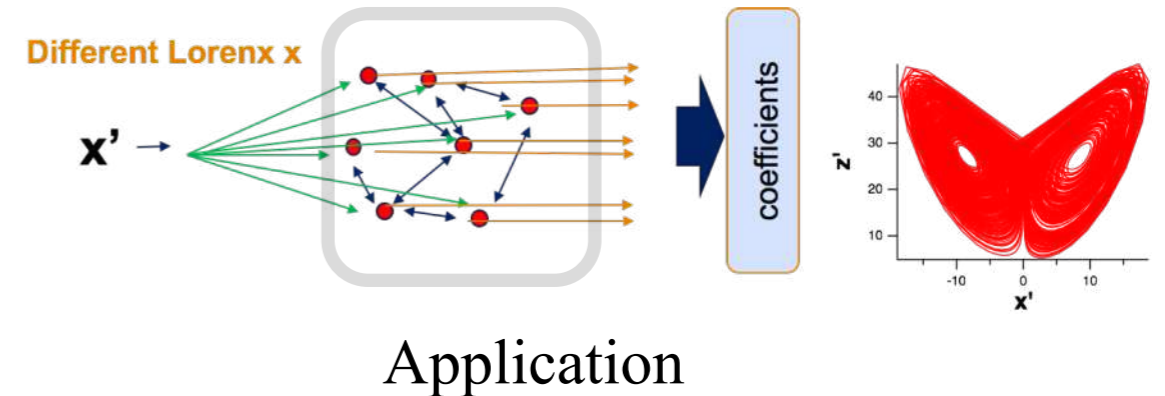 Different Lorenx x
x'
coefficients
z'
40
30
20
10
-10
0
10
x'
Application